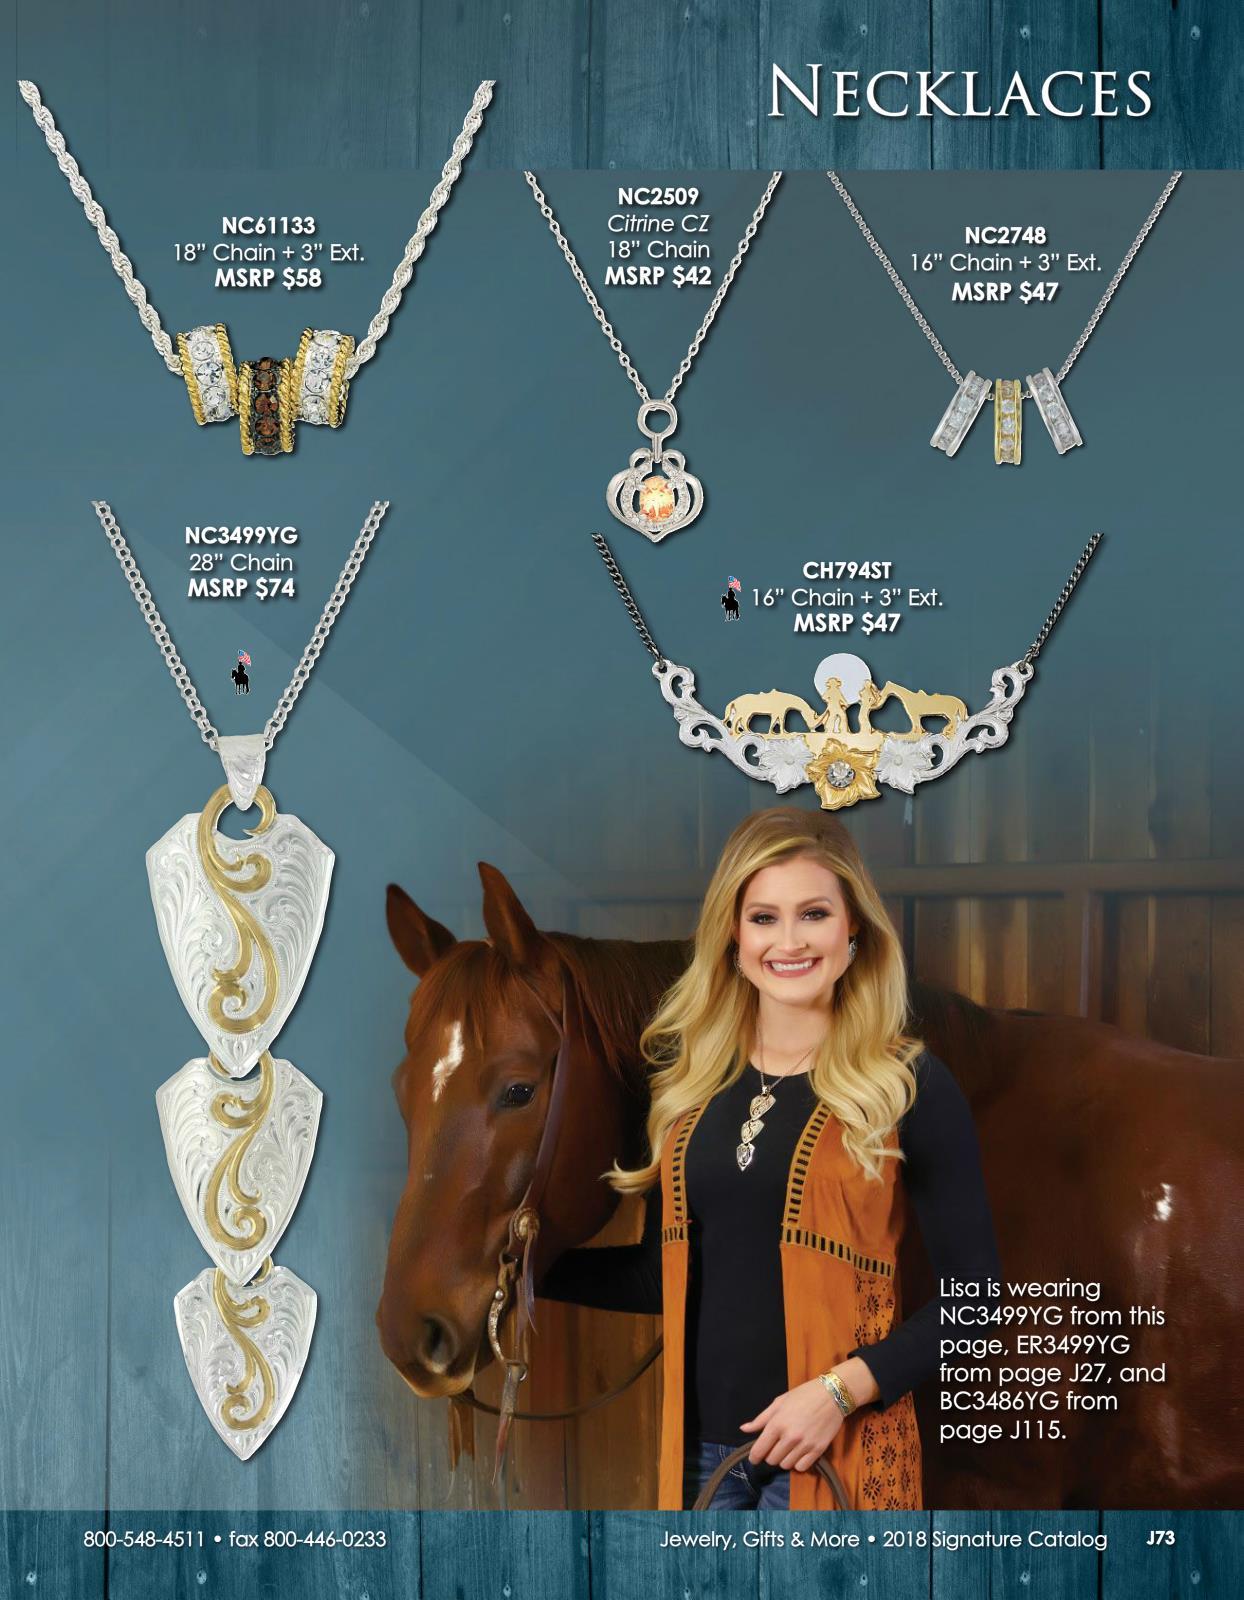 NECKLACES
NC61133
18” Chain + 3” Ext.
MSRP $58
NC2509
Citrine CZ
18” Chain
MSRP $42
NC2748
16” Chain + 3” Ext.
MSRP $47
NC3499YG
28” Chain
MSRP $74
CH794ST
16” Chain + 3” Ext.
MSRP $47
Lisa is wearing
NC3499YG from this
page, ER3499YG
from page J27, and
BC3486YG from
page J115.
800-548-4511 • fax 800-446-0233
Jewelry, Gifts & More • 2018 Signature Catalog J73